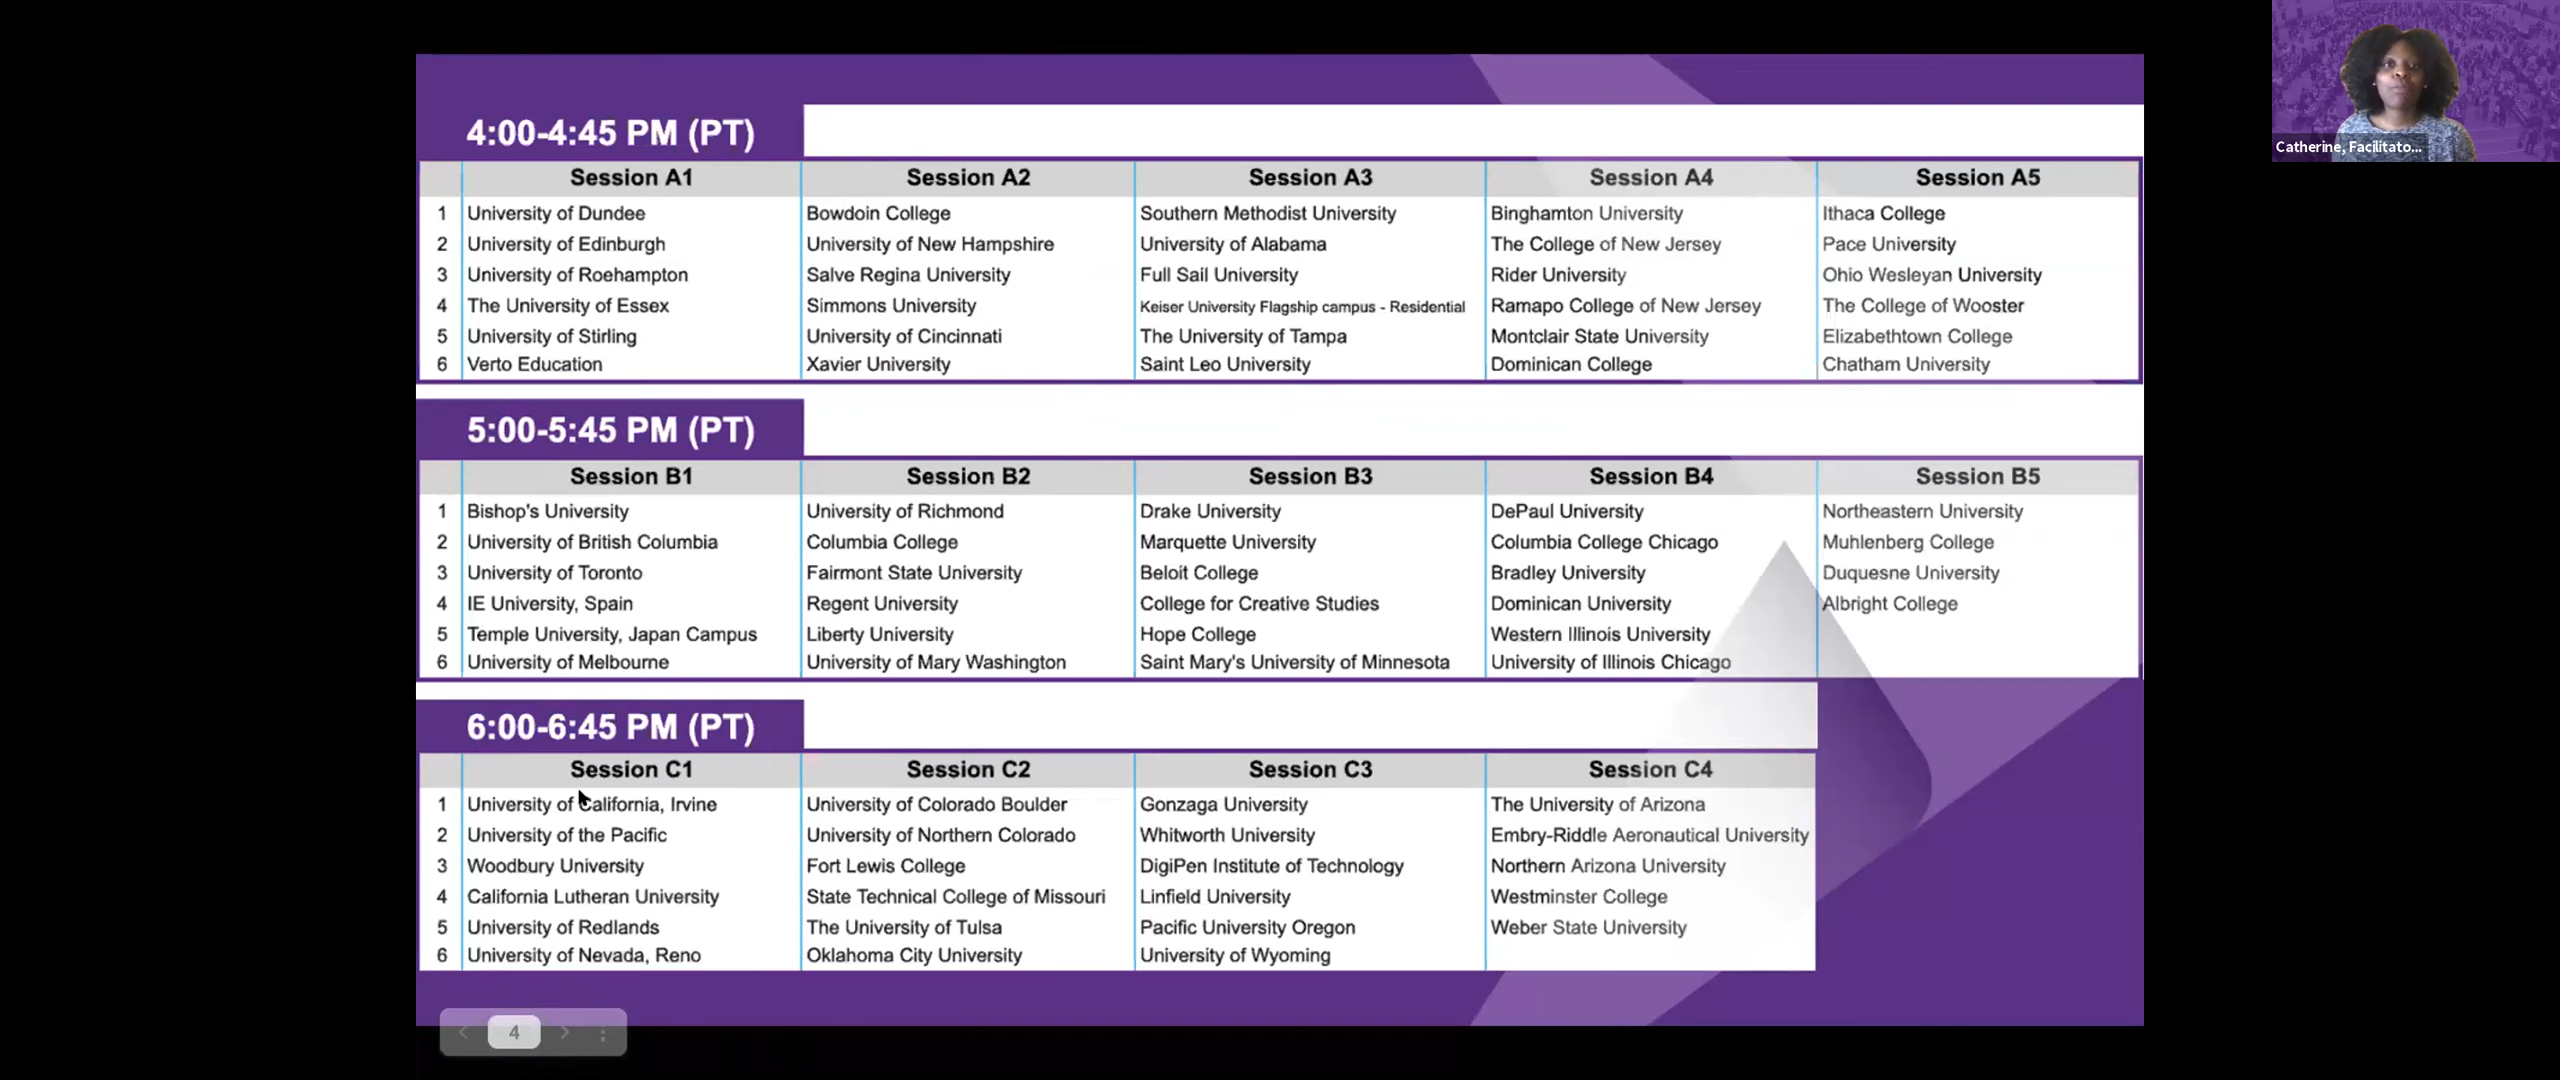 Catherine, Facilitato...
4:00-4:45 PM (PT)
Session A1 Session A2 Session A3 Session A4 Session A5
1 University of Dundee Bowdoin College Southern Methodist University Binghamton University Ithaca College
2 University of Edinburgh University of New Hampshire University of Alabama The College of New Jersey Pace University
3 University of Roehampton Salve Regina University Full Sail University Rider University Ohio Wesleyan University
4 The University of Essex Simmons University Keiser University Flagship campus - Residential Ramapo College of New Jersey The College of Wooster
5 University of Stirling University of Cincinnati The University of Tampa Montclair State University Elizabethtown College
6 Verto Education Xavier University Saint Leo University Dominican College Chatham University
5:00-5:45 PM (PT)
Session B1 Session B2 Session B3 Session B4 Session B5
1 Bishop's University University of Richmond Drake University DePaul University Northeastern University
2 University of British Columbia Columbia College Marquette University Columbia College Chicago Muhlenberg College
3 University of Toronto Fairmont State University Beloit College Bradley University Duquesne University
4 IE University, Spain Regent University College for Creative Studies Dominican University Albright College
5 Temple University, Japan Campus Liberty University Hope College Western Illinois University
6 University of Melbourne University of Mary Washington Saint Mary's University of Minnesota University of Illinois Chicago
6:00-6:45 PM (PT)
Session C1 Session C2 Session C3 Session C4
1 University of California, Irvine University of Colorado Boulder Gonzaga University The University of Arizona
2 University of the Pacific University of Northern Colorado Whitworth University Embry-Riddle Aeronautical University
3 Woodbury University Fort Lewis College DigiPen Institute of Technology Northern Arizona University
4 California Lutheran University State Technical College of Missouri Linfield University Westminster College
5 University of Redlands The University of Tulsa Pacific University Oregon Weber State University
6 University of Nevada, Reno Oklahoma City University University of Wyoming
4